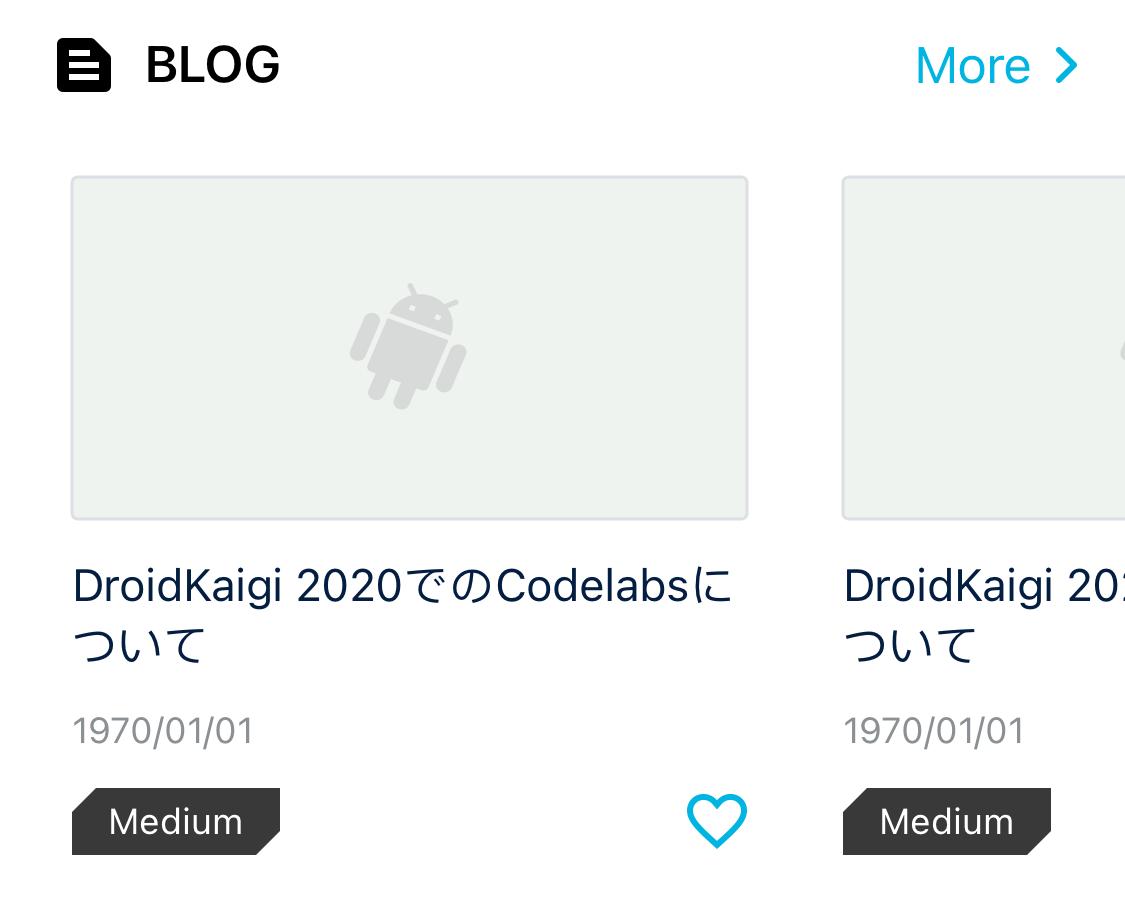 BLOG
More
DroidKaigi 2020でのCodelabsに
ついて
1970/01/01
Medium
DroidKaigi 202
ついて
1970/01/01
Medium